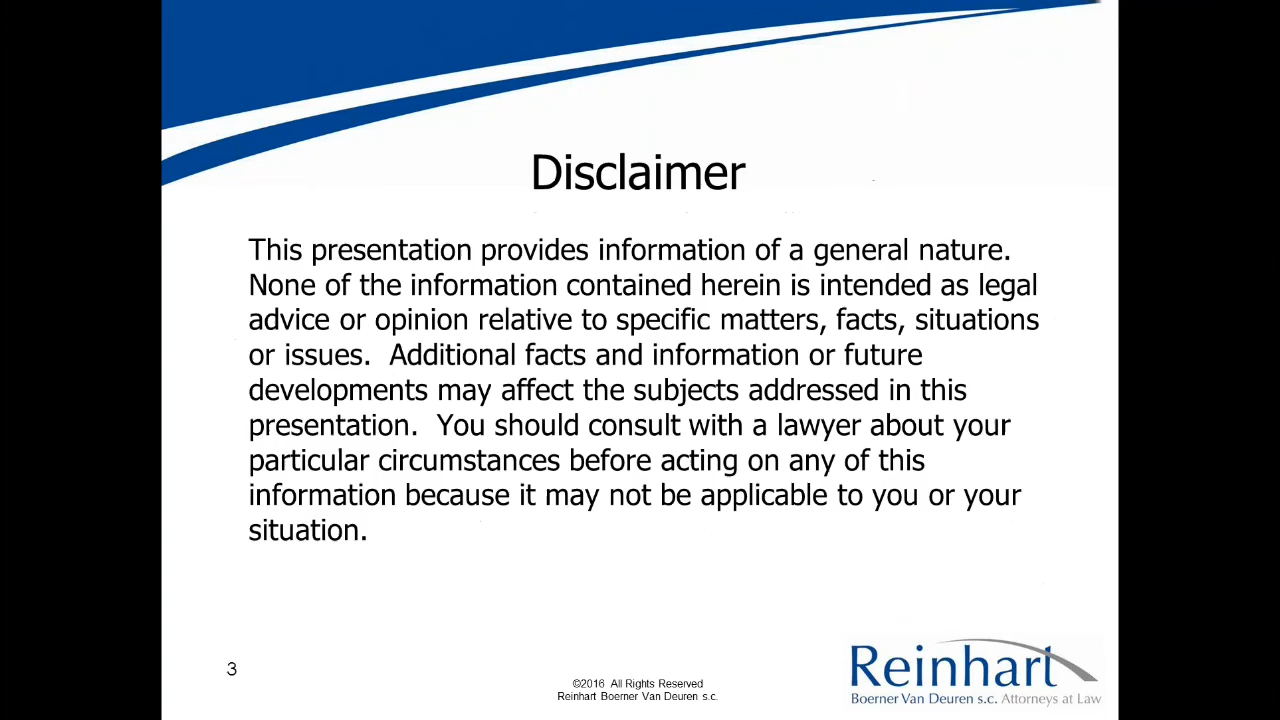 Disclaimer
This presentation provides information of a general nature.
None of the information contained herein is intended as legal
advice or opinion relative to specific matters, facts, situations
or issues.  Additional facts and information or future
developments may affect the subjects addressed in this
presentation.  You should consult with a lawyer about your
particular circumstances before acting on any of this
information because it may not be applicable to you or your
situation.
3
©2016  All Rights Reserved
Reinhart Boerner Van Deuren s.c.
Reinhart
Boerner Van Deuren s.c. Attorneys at Law